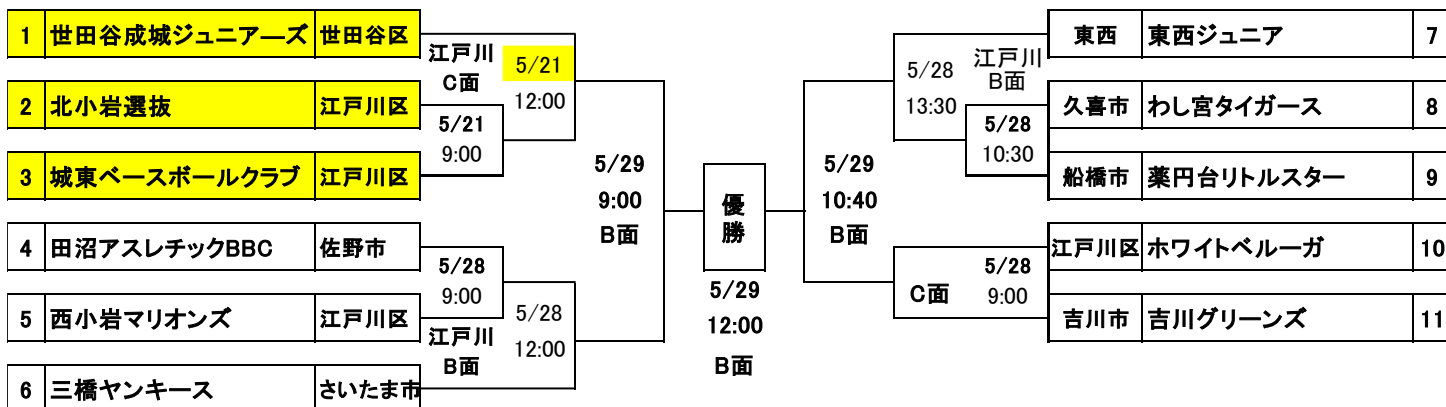 1 世田谷成城ジュニア―ズ 世田谷区
江戸川
C面
5/21
12:00
2 北小岩選抜 江戸川区
5/21
9:00
3 城東ベースボールクラブ 江戸川区
5/29
9:00
B面
4 田沼アスレチックBBC 佐野市
5/28
9:00
5 西小岩マリオンズ 江戸川区
江戸川
B面
5/28
12:00
6 三橋ヤンキース さいたま市
優勝
5/29
12:00
B面
東西 東西ジュニア 7
5/28
13:30
江戸川
B面
久喜市 わし宮タイガース 8
5/28
10:30
船橋市 薬円台リトルスター 9
5/29
10:40
B面
江戸川区 ホワイトベルーガ 10
C面
5/28
9:00
吉川市 吉川グリーンズ 11